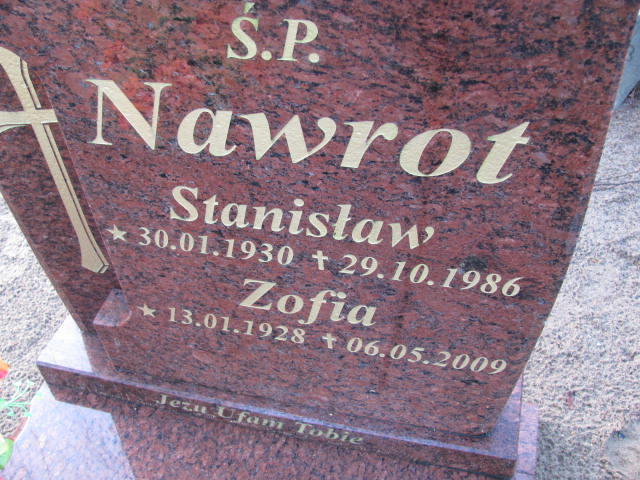 Ś.P.
Nawrot
Stanisław
★ 30.01.1930 ✝ 29.10.1986
Zofia
★ 13.01.1928 ✝ 06.05.2009
Jezu Ufam Tobie